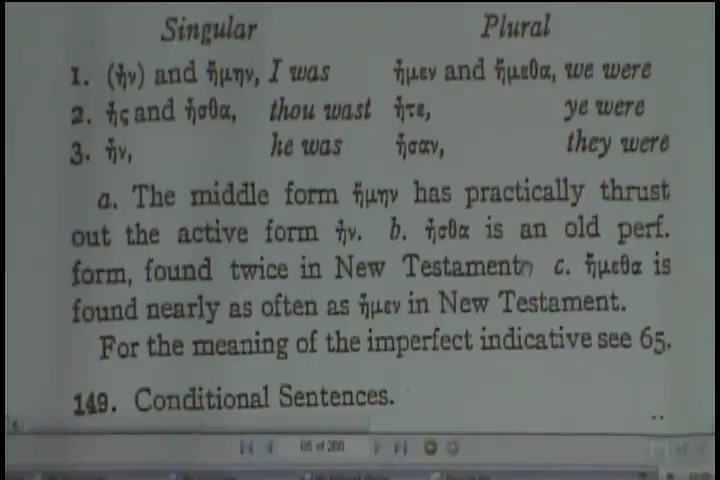 Singular Plural
1. (ἦν) and ἤμην, I was ἦμεν and ἤμεθα, we were
2. ἦς and ἦσθα, thou wast ἦτε, ye were
3. ἦν, he was ἦσαν, they were
a. The middle form ἤμην has practically thrust
out the active form ἦν. b. ἦσθα is an old perf.
form, found twice in New Testament c. ἤμεθα is
found nearly as often as ἦμεν in New Testament.
For the meaning of the imperfect indicative see 65.
149. Conditional Sentences.
of 260